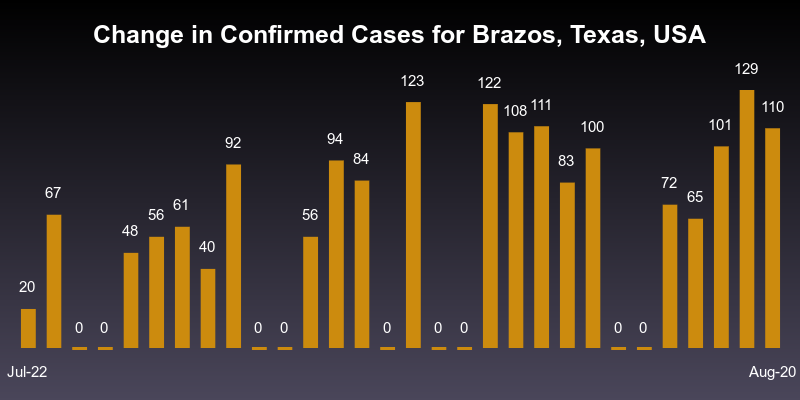 Change in Confirmed Cases for Brazos, Texas, USA
20 67 0 0 48 56 61 40 92 0 0 56 94 84 0 123 0 0 122 108 111 83 100 0 0 72 65 101 129 110
Jul-22 Aug-20